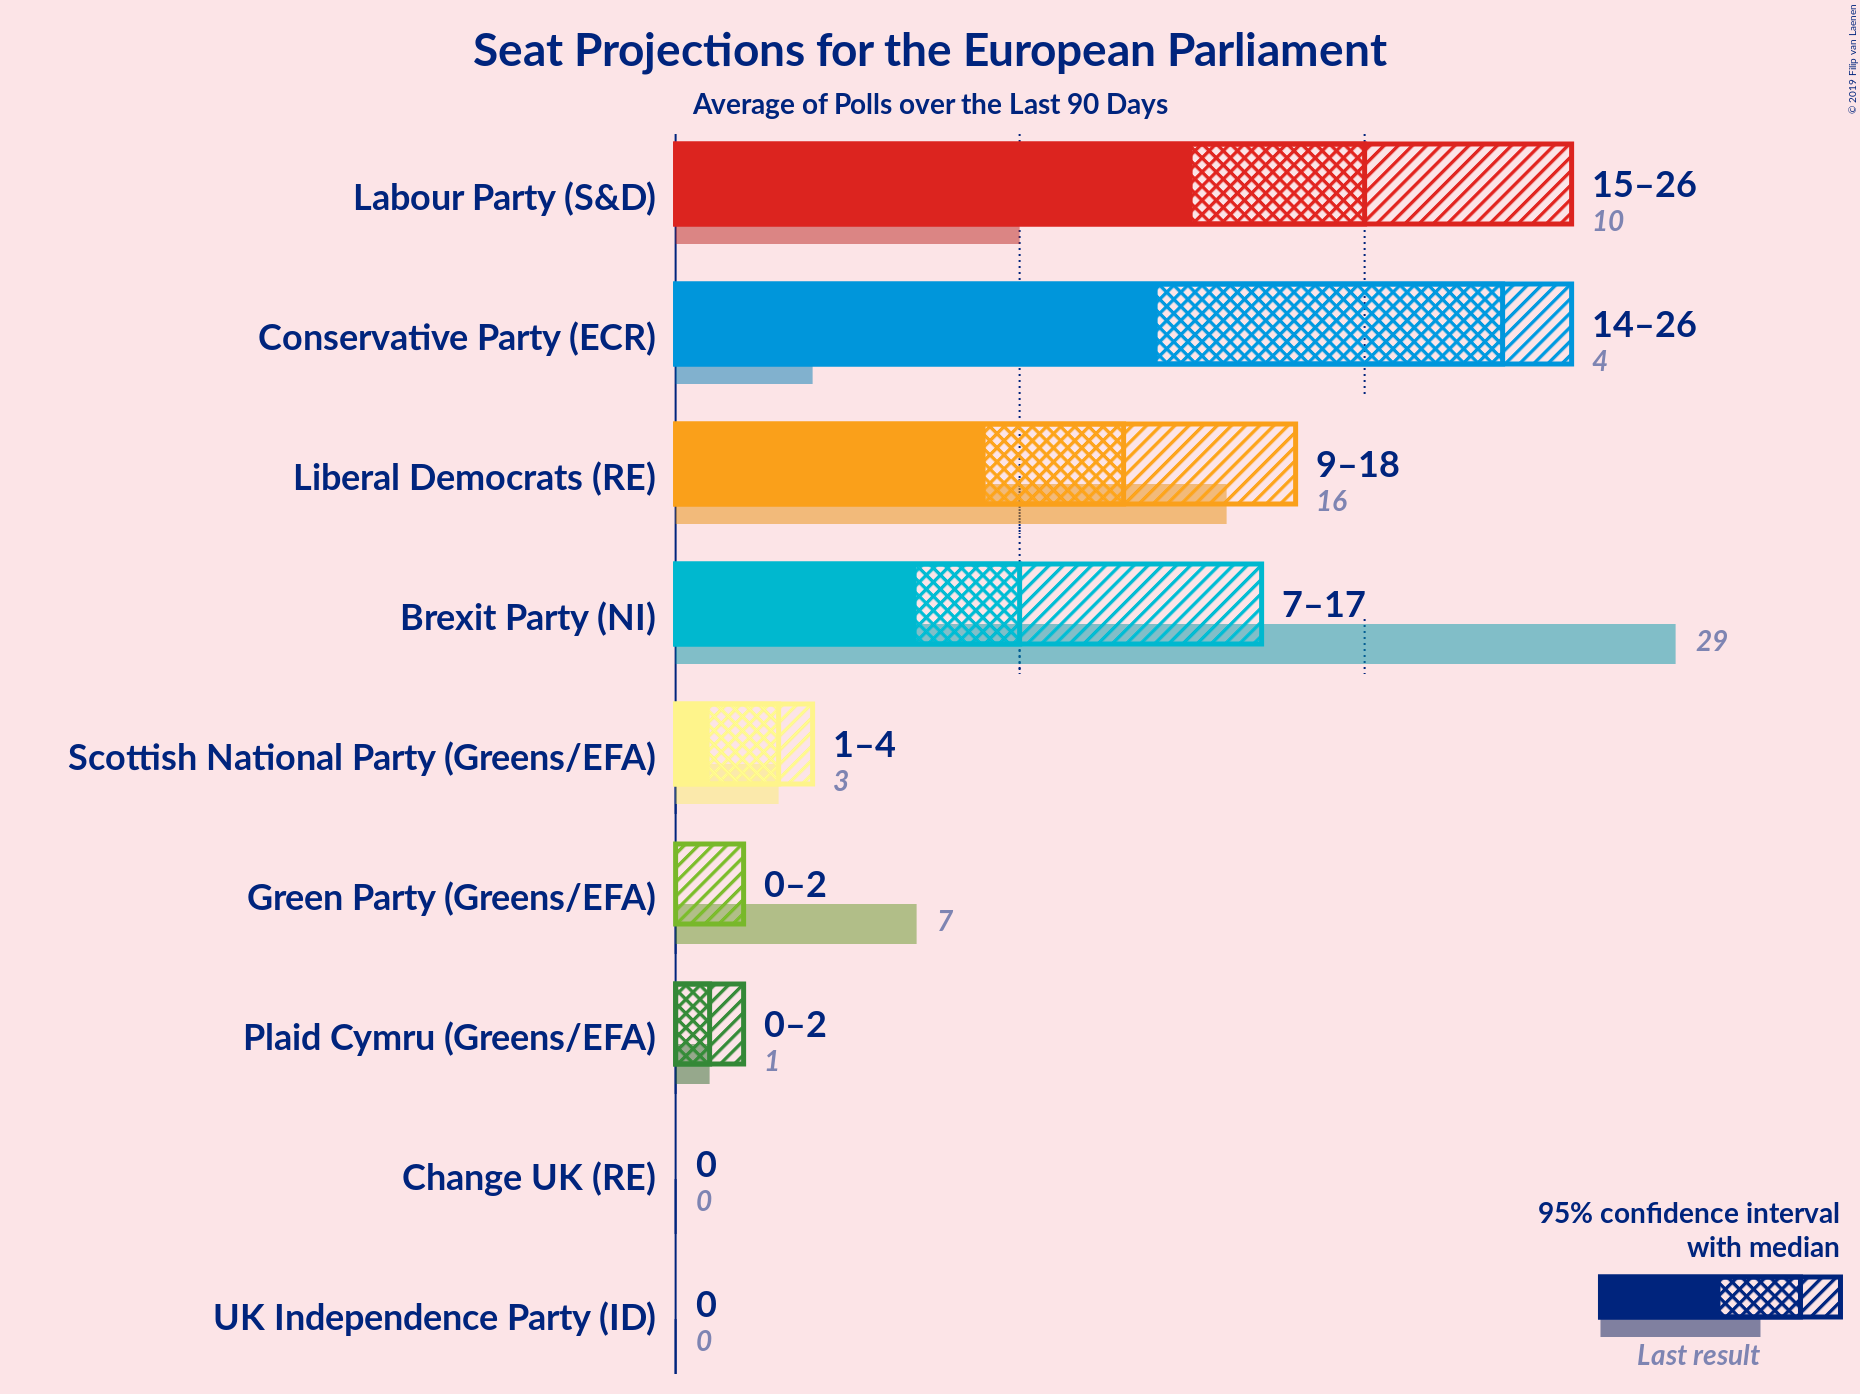 Seat Projections for the European Parliament
Average of Polls over the Last 90 Days
© 2019 Filip van Laenen
Labour Party (S&D)
15–26
10
Conservative Party (ECR)
14–26
4
Liberal Democrats (RE)
9–18
16
Brexit Party (NI)
7–17
29
Scottish National Party (Greens/EFA)
1–4
3
Green Party (Greens/EFA)
0–2
7
Plaid Cymru (Greens/EFA)
0–2
1
Change UK (RE)
0
0
UK Independence Party (ID)
0
0
95% confidence interval
with median
Last result